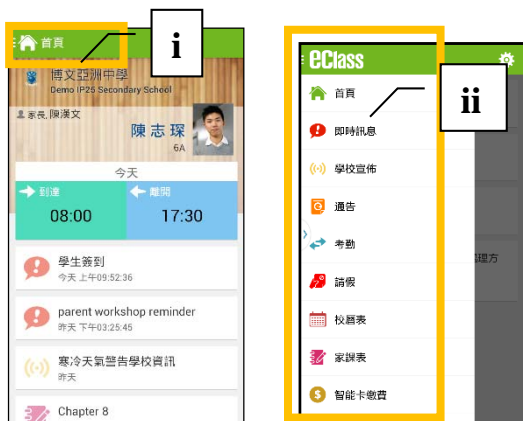 首頁
i
博文亞洲中學
Demo IP25 Secondary School
家長,陳漢文
陳志琛
6A
今天
到達
離開
08:00
17:30
學生簽到
今天 上午09:52:36
parent workshop reminder
昨天 下午03:25:45
寒冷天氣警告學校資訊
昨天
Chapter 8
eClass
ii
首頁
即時訊息
學校宣佈
通告
考勤
請假
校曆表
家課表
智能卡繳費
處理方